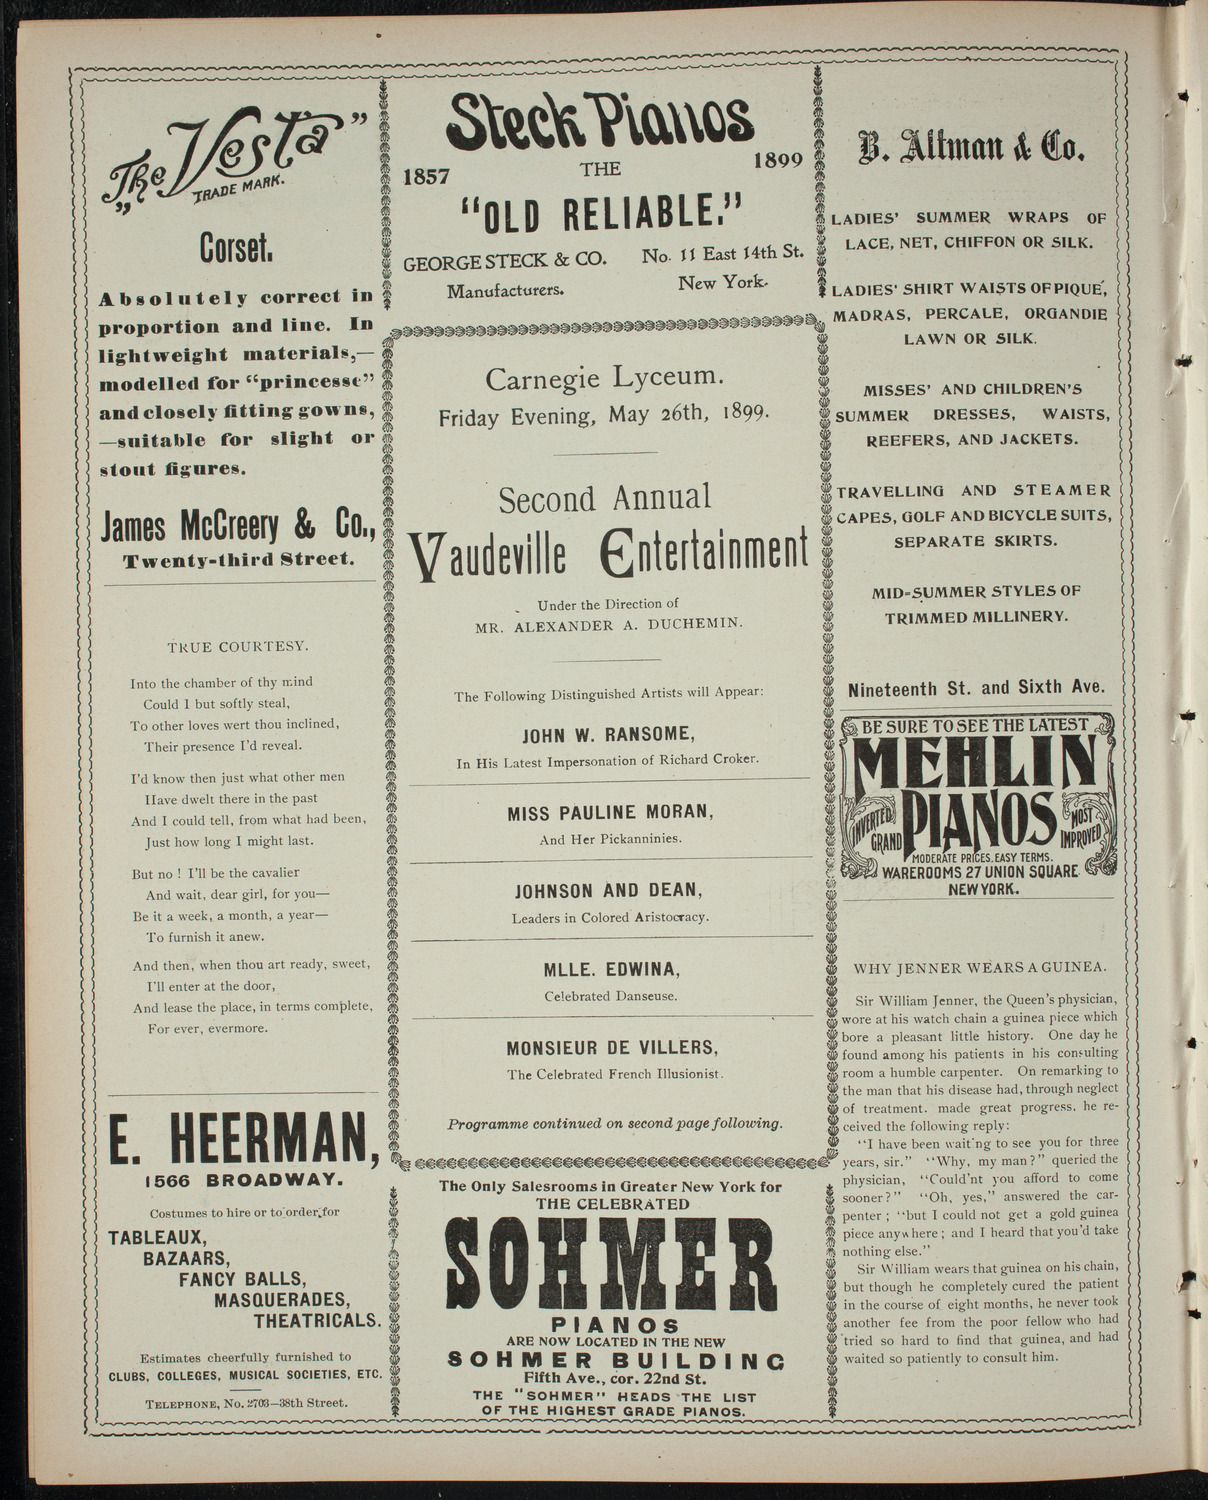 "The Vesta"
TRADE MARK.
Corset.
Absolutely correct in
proportion and line. In
lightweight materials,—
modelled for "princesse"
and closely fitting gowns,
—suitable for slight or
stout figures.
James McCreery & Co.,
Twenty-third Street.
TRUE COURTESY.
Into the chamber of thy mind
Could I but softly steal,
To other loves wert thou inclined,
Their presence I'd reveal.
I'd know then just what other men
Have dwelt there in the past
And I could tell, from what had been,
Just how long I might last.
But no ! I'll be the cavalier
And wait, dear girl, for you—
Be it a week, a month, a year—
To furnish it anew.
And then, when thou art ready, sweet,
I'll enter at the door,
And lease the place, in terms complete,
For ever, evermore.
E. HEERMAN,
1566 BROADWAY.
Costumes to hire or to order for
TABLEAUX,
BAZAARS,
FANCY BALLS,
MASQUERADES,
THEATRICALS.
Estimates cheerfully furnished to
CLUBS, COLLEGES, MUSICAL SOCIETIES, ETC.
TELEPHONE, No. 2703—38th Street.
Steck Pianos
1857 THE 1899
"OLD RELIABLE."
GEORGE STECK & CO. No. 11 East 14th St.
Manufacturers. New York.
Carnegie Lyceum.
Friday Evening, May 26th, 1899.
Second Annual
Vaudeville Entertainment
Under the Direction of
MR. ALEXANDER A. DUCHEMIN.
The Following Distinguished Artists will Appear:
JOHN W. RANSOME,
In His Latest Impersonation of Richard Croker.
MISS PAULINE MORAN,
And Her Pickanninies.
JOHNSON AND DEAN,
Leaders in Colored Aristocracy.
MLLE. EDWINA,
Celebrated Danseuse.
MONSIEUR DE VILLERS,
The Celebrated French Illusionist.
Programme continued on second page following.
The Only Salesrooms in Greater New York for
THE CELEBRATED
SOHMER
PIANOS
ARE NOW LOCATED IN THE NEW
SOHMER BUILDING
Fifth Ave., cor. 22nd St.
THE "SOHMER" HEADS THE LIST
OF THE HIGHEST GRADE PIANOS.
B. Altman & Co.
LADIES' SUMMER WRAPS OF
LACE, NET, CHIFFON OR SILK.
LADIES' SHIRT WAISTS OF PIQUÉ,
MADRAS, PERCALE, ORGANDIE
LAWN OR SILK.
MISSES' AND CHILDREN'S
SUMMER DRESSES, WAISTS,
REEFERS, AND JACKETS.
TRAVELLING AND STEAMER
CAPES, GOLF AND BICYCLE SUITS,
SEPARATE SKIRTS.
MID-SUMMER STYLES OF
TRIMMED MILLINERY.
Nineteenth St. and Sixth Ave.
BE SURE TO SEE THE LATEST
MEHLIN
INVERTED GRAND PIANOS MOST IMPROVED
MODERATE PRICES. EASY TERMS.
WAREROOMS 27 UNION SQUARE
NEW YORK.
WHY JENNER WEARS A GUINEA.
Sir William Jenner, the Queen's physician,
wore at his watch chain a guinea piece which
bore a pleasant little history. One day he
found among his patients in his consulting
room a humble carpenter. On remarking to
the man that his disease had, through neglect
of treatment. made great progress, he re-
ceived the following reply:
"I have been waiting to see you for three
years, sir." "Why, my man?" queried the
physician, "Could'nt you afford to come
sooner?" "Oh, yes," answered the car-
penter ; "but I could not get a gold guinea
piece anywhere ; and I heard that you'd take
nothing else."
Sir William wears that guinea on his chain,
but though he completely cured the patient
in the course of eight months, he never took
another fee from the poor fellow who had
tried so hard to find that guinea, and had
waited so patiently to consult him.